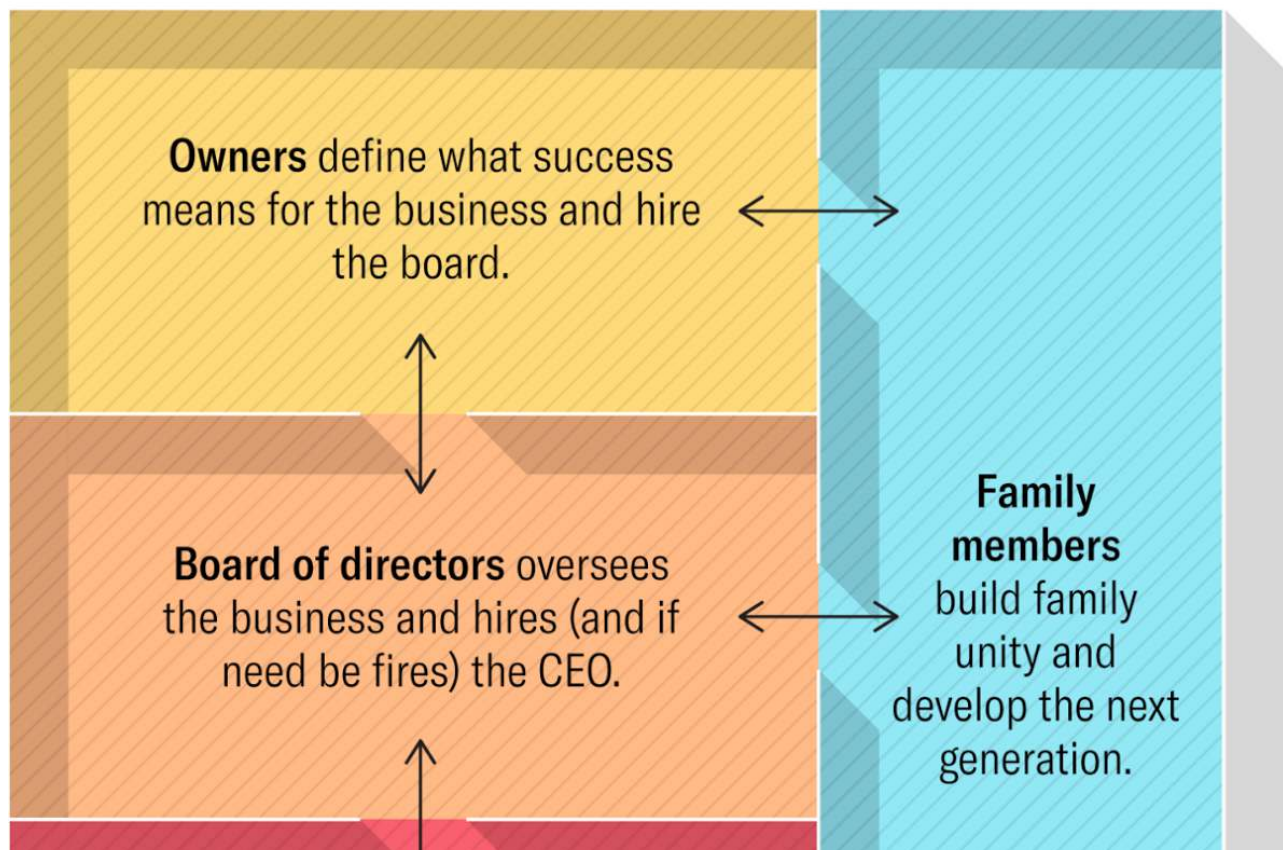 Owners define what success
means for the business and hire
the board.
Board of directors oversees
the business and hires (and if
need be fires) the CEO.
Family
members
build family
unity and
develop the next
generation.